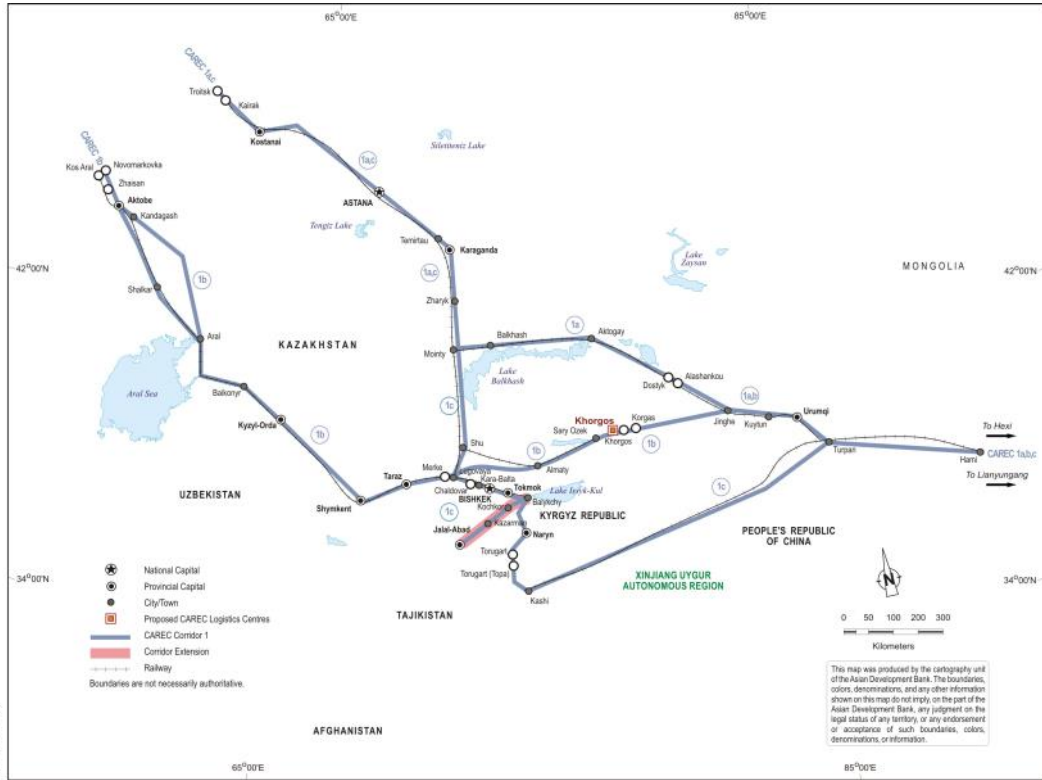 65°00'E
85°00'E
CAREC 1a,c
Troitsk
Kairak
Kostanai
Siletiteniz Lake
CAREC 1b
Novomarkovka
Kos Aral
Zhaisan
1a,c
Aktobe
ASTANA
Kandagash
Tengiz Lake
Temirtau
Karaganda
Lake
Zaysan
MONGOLIA
42°00'N
42°00'N
1b
1a,c
Shalkar
Zharyk
Aral
KAZAKHSTAN
Balkhash
1a
Aktogay
Mointy
Lake
Balkhash
Dostyk
Alashankou
Aral Sea
Baikonyr
1c
1a,b
Jinghe
Kuytun
Urumqi
Kyzyl-Orda
Khorgos
Korgas
Sary Ozek
Khorgos
1b
To Hexi
1b
Shu
1b
Turpan
Hami
CAREC 1a,b,c
Merke
Lugovaya
Almaty
To Lianyungang
Taraz
Kara-Balta
Chaldovar
BISHKEK
Tokmok
Lake Issyk-Kul
1c
UZBEKISTAN
Shymkent
Balykchy
Kochkor
1c
KYRGYZ REPUBLIC
Kazarman
Jalal-Abad
Naryn
PEOPLE'S REPUBLIC
OF CHINA
Torugart
Torugart (Topa)
XINJIANG UYGUR
AUTONOMOUS REGION
34°00'N
34°00'N
Kashi
N
TAJIKISTAN
National Capital
Provincial Capital
City/Town
Proposed CAREC Logistics Centres
CAREC Corridor 1
Corridor Extension
Railway
Boundaries are not necessarily authoritative.
0 50 100 200 300
Kilometers
This map was produced by the cartography unit
of the Asian Development Bank. The boundaries,
colors, denominations, and any other information
shown on this map do not imply, on the part of the
Asian Development Bank, any judgment on the
legal status of any territory, or any endorsement
or acceptance of such boundaries, colors,
denominations, or information.
AFGHANISTAN
65°00'E
85°00'E